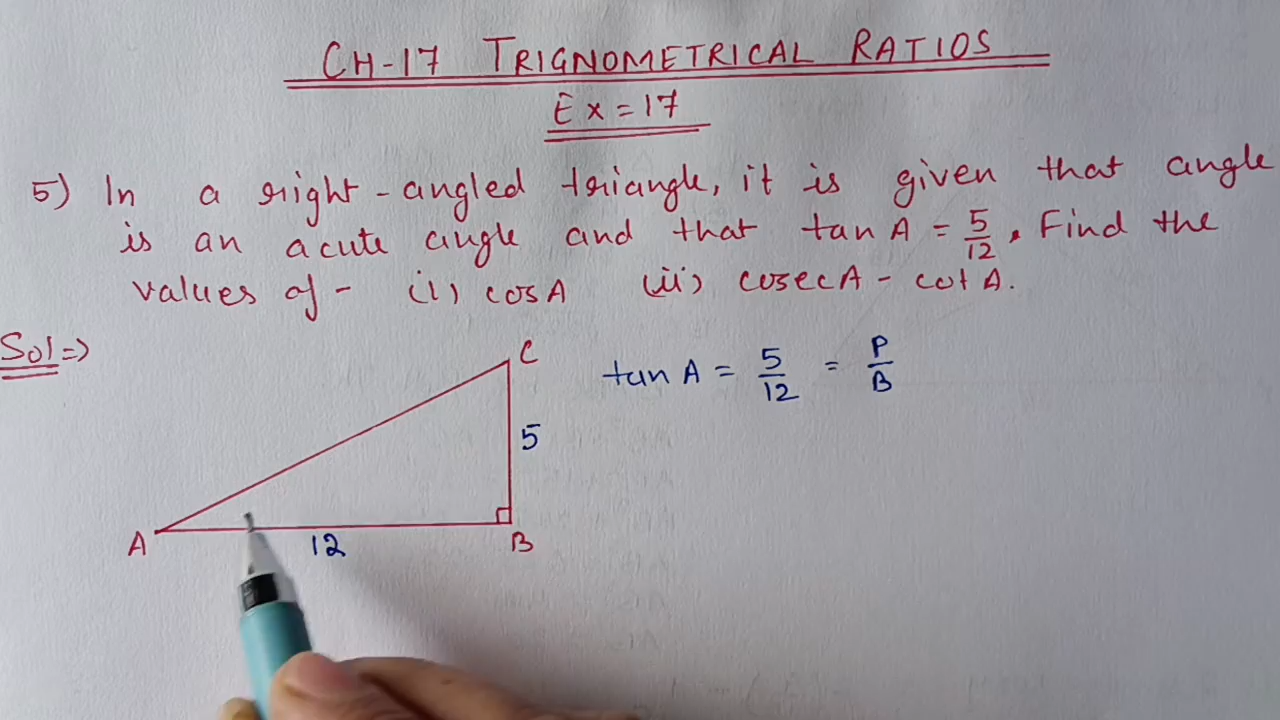 CH-17 TRIGNOMETRICAL RATIOS
Ex = 17
5) In a right-angled triangle, it is given that angle
is an acute angle and that tan A = 5/12. Find the
values of - (i) cos A (ii) cosec A - cot A.
Sol =>
C
tan A = 5/12 = P/B
5
A
12
B